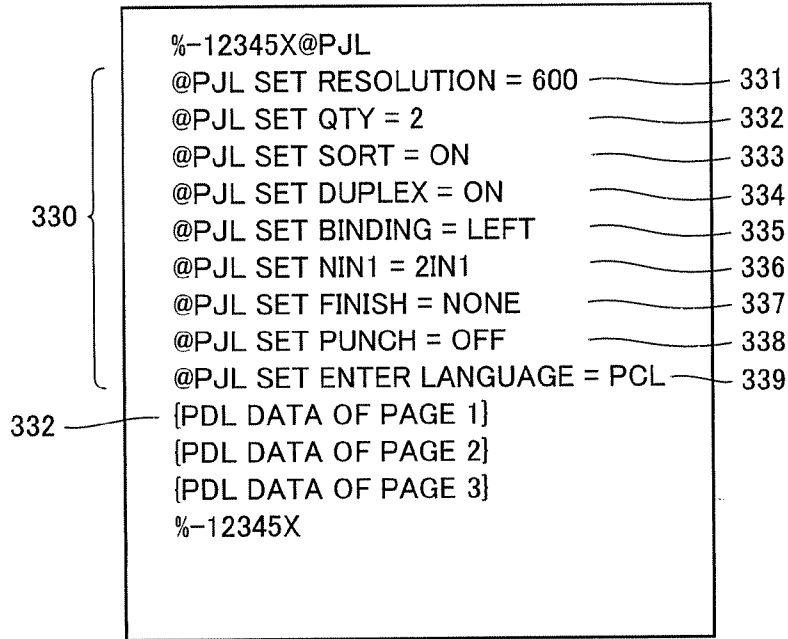 %-12345X@PJL
@PJL SET RESOLUTION = 600 331
@PJL SET QTY = 2 332
@PJL SET SORT = ON 333
@PJL SET DUPLEX = ON 334
330 @PJL SET BINDING = LEFT 335
@PJL SET NIN1 = 2IN1 336
@PJL SET FINISH = NONE 337
@PJL SET PUNCH = OFF 338
@PJL SET ENTER LANGUAGE = PCL 339
332 {PDL DATA OF PAGE 1}
{PDL DATA OF PAGE 2}
{PDL DATA OF PAGE 3}
%-12345X